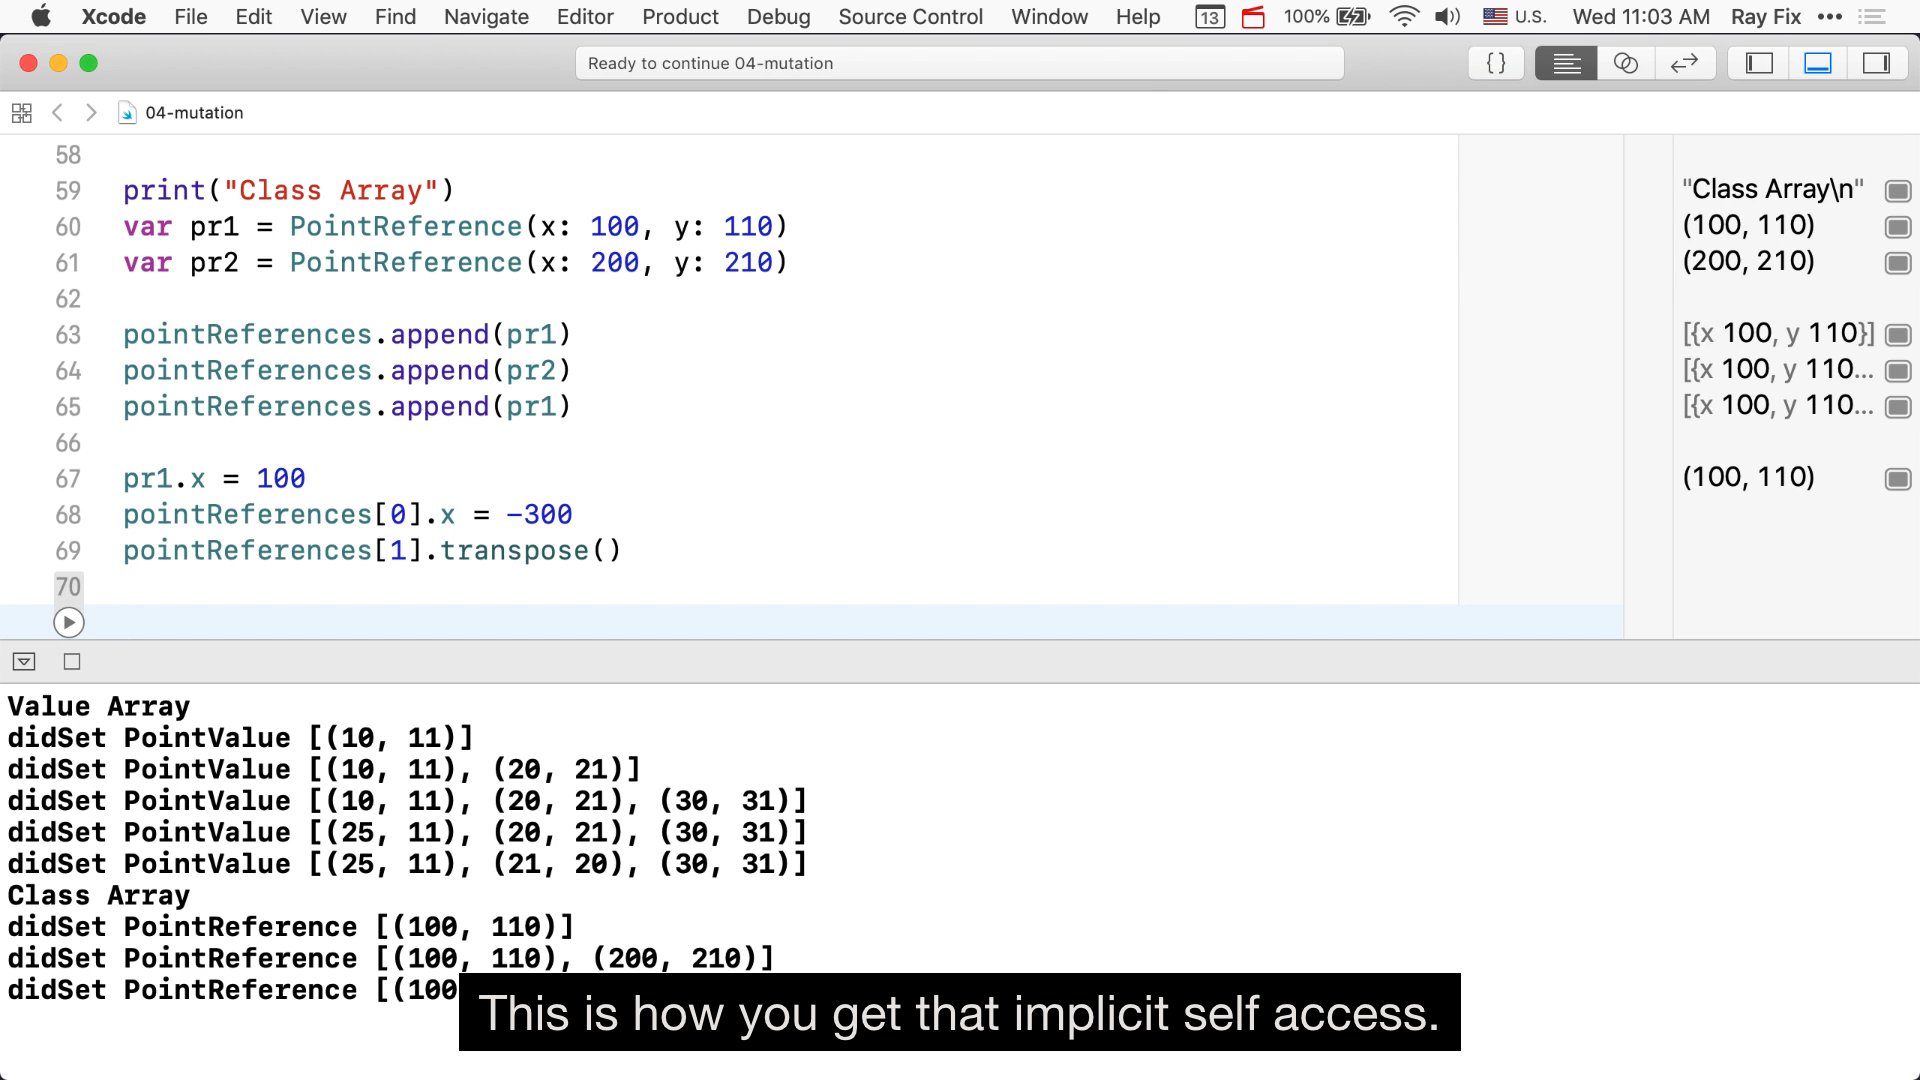 Xcode File Edit View Find Navigate Editor Product Debug Source Control Window Help 13 100% U.S. Wed 11:03 AM Ray Fix
Ready to continue 04-mutation
{}
04-mutation
58
59 print("Class Array") "Class Array\n"
60 var pr1 = PointReference(x: 100, y: 110) (100, 110)
61 var pr2 = PointReference(x: 200, y: 210) (200, 210)
62
63 pointReferences.append(pr1) [{x 100, y 110}]
64 pointReferences.append(pr2) [{x 100, y 110...
65 pointReferences.append(pr1) [{x 100, y 110...
66
67 pr1.x = 100 (100, 110)
68 pointReferences[0].x = -300
69 pointReferences[1].transpose()
70
Value Array
didSet PointValue [(10, 11)]
didSet PointValue [(10, 11), (20, 21)]
didSet PointValue [(10, 11), (20, 21), (30, 31)]
didSet PointValue [(25, 11), (20, 21), (30, 31)]
didSet PointValue [(25, 11), (21, 20), (30, 31)]
Class Array
didSet PointReference [(100, 110)]
didSet PointReference [(100, 110), (200, 210)]
didSet PointReference [(100
This is how you get that implicit self access.